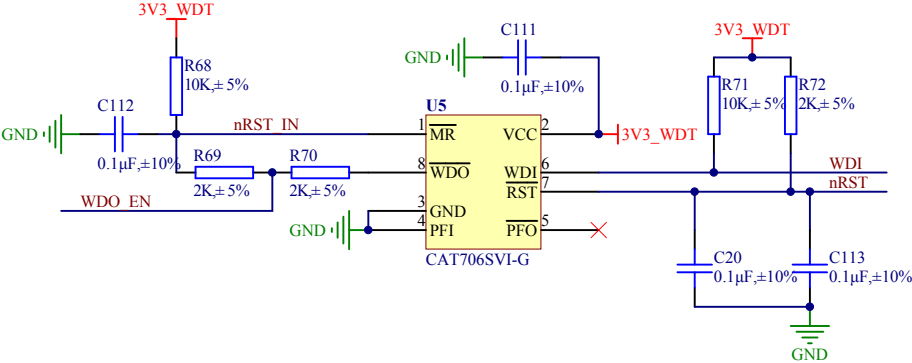 3V3_WDT
R68
10K,±5%
C112
GND
0.1μF,±10%
nRST_IN
R69
2K,±5%
R70
2K,±5%
WDO_EN
GND
C111
GND
0.1μF,±10%
U5
1
MR
VCC
2
3V3_WDT
8
WDO
WDI
6
RST
7
3
GND
4
PFI
PFO
5
CAT706SVI-G
3V3_WDT
R71
10K,±5%
R72
2K,±5%
WDI
nRST
C20
0.1μF,±10%
C113
0.1μF,±10%
GND